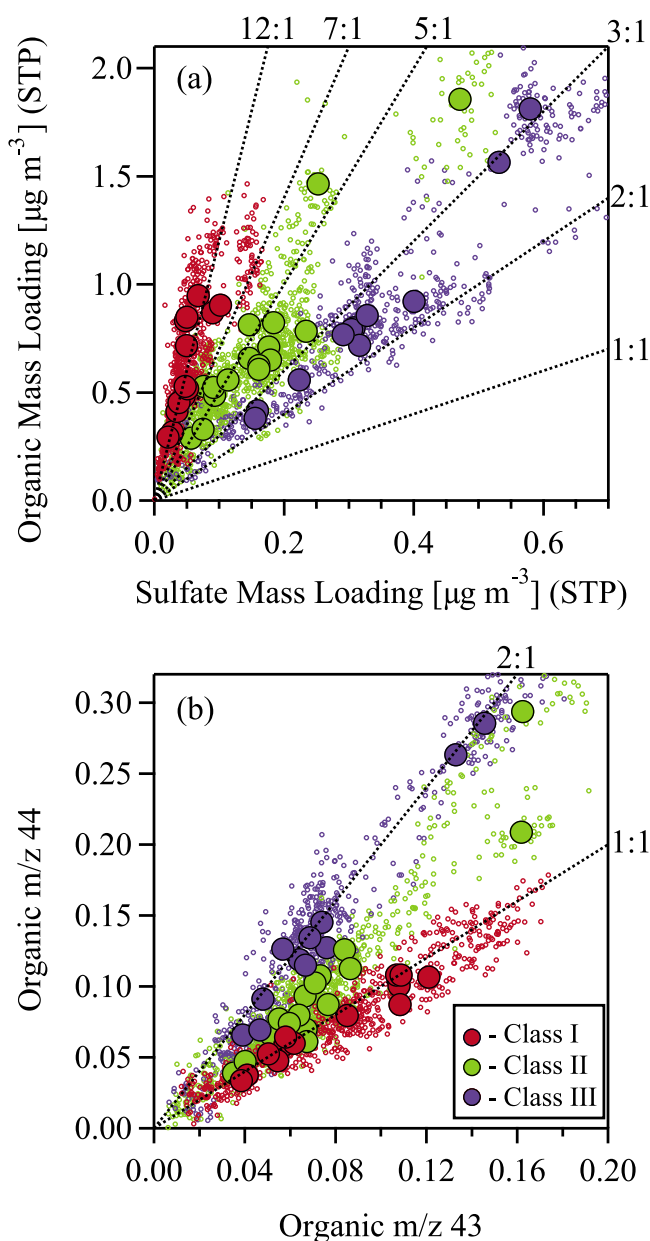 12:1 7:1 5:1 3:1
(a)
2.0
1.5
1.0
0.5
0.0
2:1
1:1
Organic Mass Loading [µg m⁻³] (STP)
0.0 0.2 0.4 0.6
Sulfate Mass Loading [µg m⁻³] (STP)
2:1
(b)
0.30
0.25
0.20
0.15
0.10
0.05
0.00
1:1
Organic m/z 44
- Class I
- Class II
- Class III
0.04 0.08 0.12 0.16 0.20
Organic m/z 43